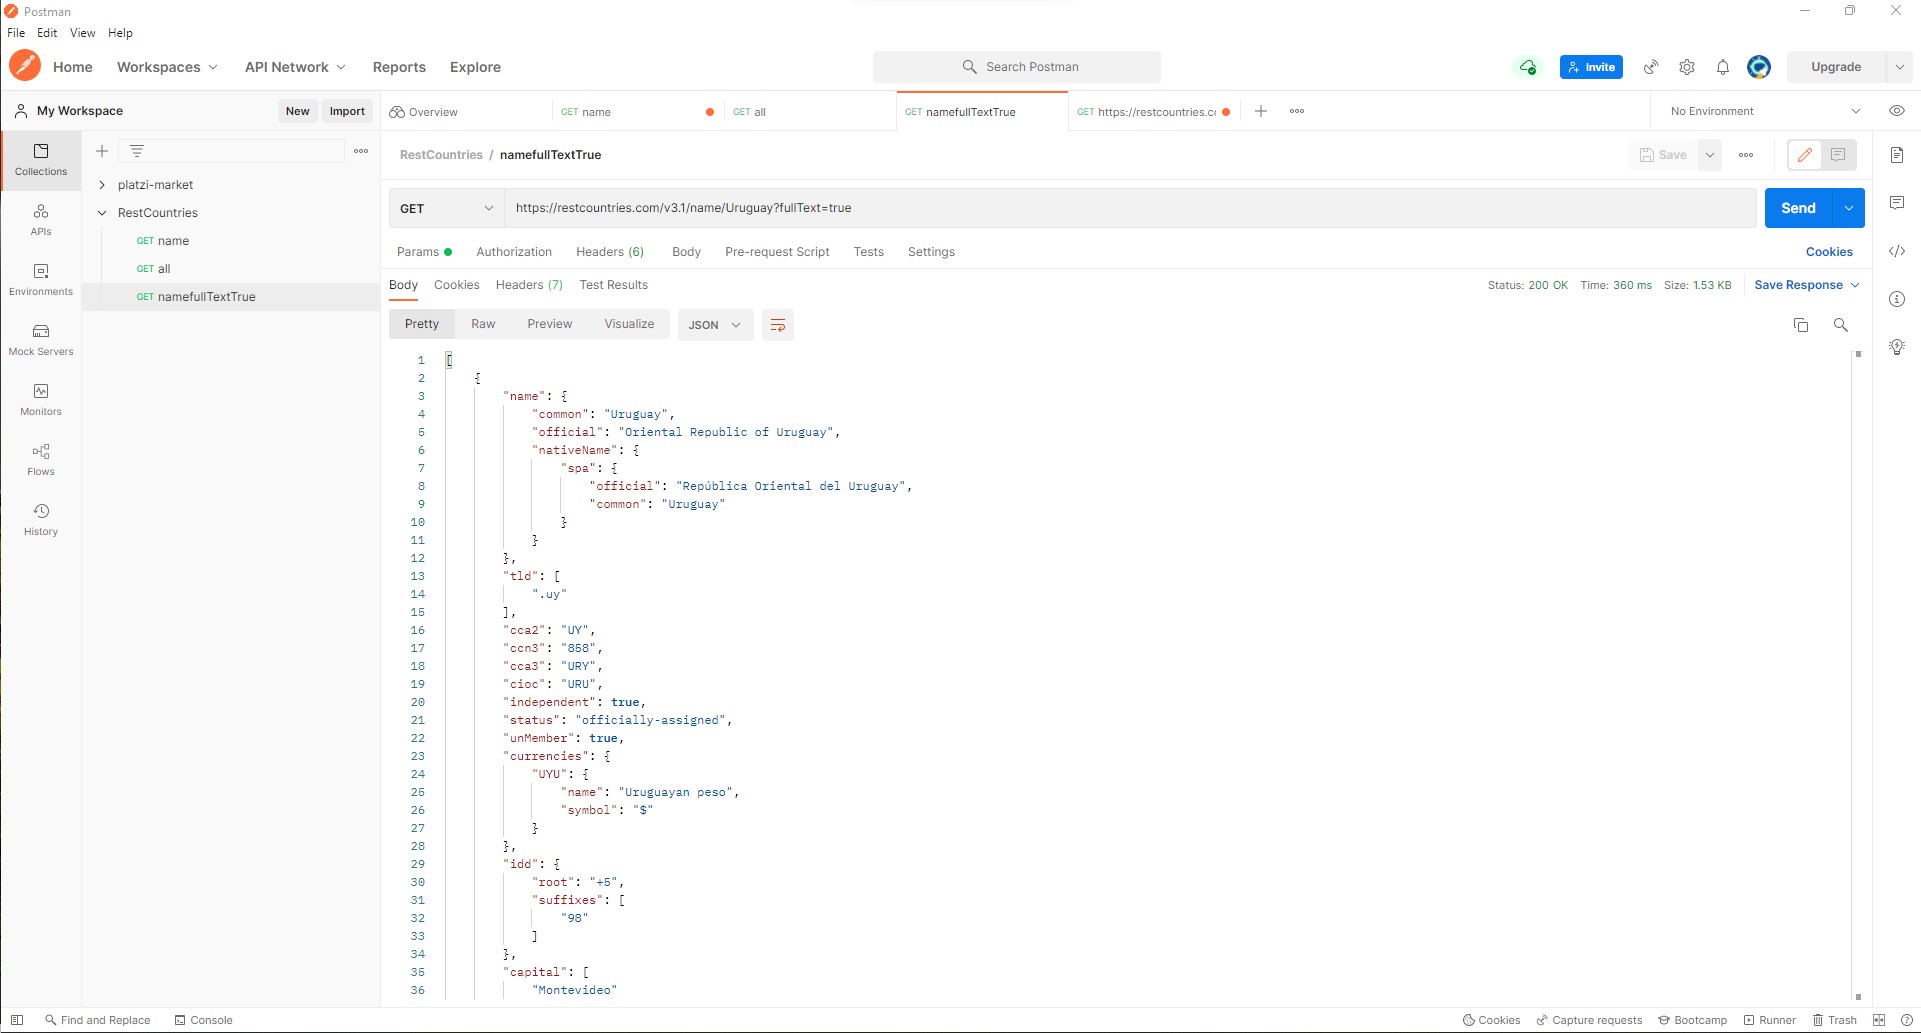 Postman
File Edit View Help
Home Workspaces API Network Reports Explore Search Postman Invite Upgrade
My Workspace New Import Overview GET name GET all GET namefullTextTrue GET https://restcountries.c No Environment
Collections
APIs
Environments
Mock Servers
Monitors
Flows
History
platzi-market
RestCountries
GET name
GET all
GET namefullTextTrue
RestCountries / namefullTextTrue Save
GET https://restcountries.com/v3.1/name/Uruguay?fullText=true Send
Params Authorization Headers (6) Body Pre-request Script Tests Settings Cookies
Body Cookies Headers (7) Test Results Status: 200 OK Time: 360 ms Size: 1.53 KB Save Response
Pretty Raw Preview Visualize JSON
1 [
2 {
3 "name": {
4 "common": "Uruguay",
5 "official": "Oriental Republic of Uruguay",
6 "nativeName": {
7 "spa": {
8 "official": "República Oriental del Uruguay",
9 "common": "Uruguay"
10 }
11 }
12 },
13 "tld": [
14 ".uy"
15 ],
16 "cca2": "UY",
17 "ccn3": "858",
18 "cca3": "URY",
19 "cioc": "URU",
20 "independent": true,
21 "status": "officially-assigned",
22 "unMember": true,
23 "currencies": {
24 "UYU": {
25 "name": "Uruguayan peso",
26 "symbol": "$"
27 }
28 },
29 "idd": {
30 "root": "+5",
31 "suffixes": [
32 "98"
33 ]
34 },
35 "capital": [
36 "Montevideo"
Find and Replace Console Cookies Capture requests Bootcamp Runner Trash